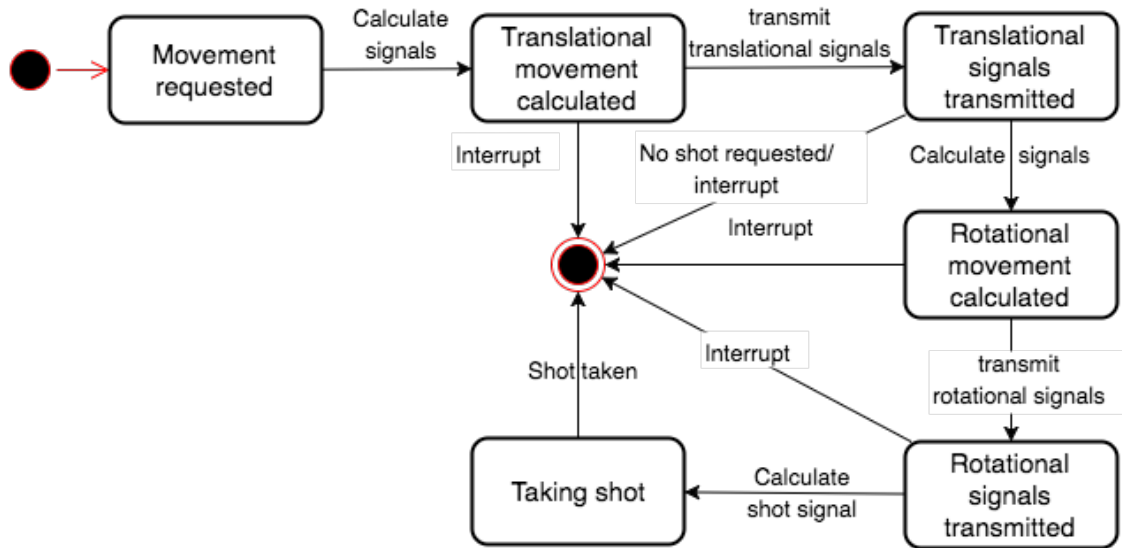 Movement
requested
Calculate
signals
Translational
movement
calculated
transmit
translational signals
Translational
signals
transmitted
Interrupt
No shot requested/
interrupt
Calculate signals
Interrupt
Rotational
movement
calculated
Interrupt
transmit
rotational signals
Shot taken
Taking shot
Calculate
shot signal
Rotational
signals
transmitted